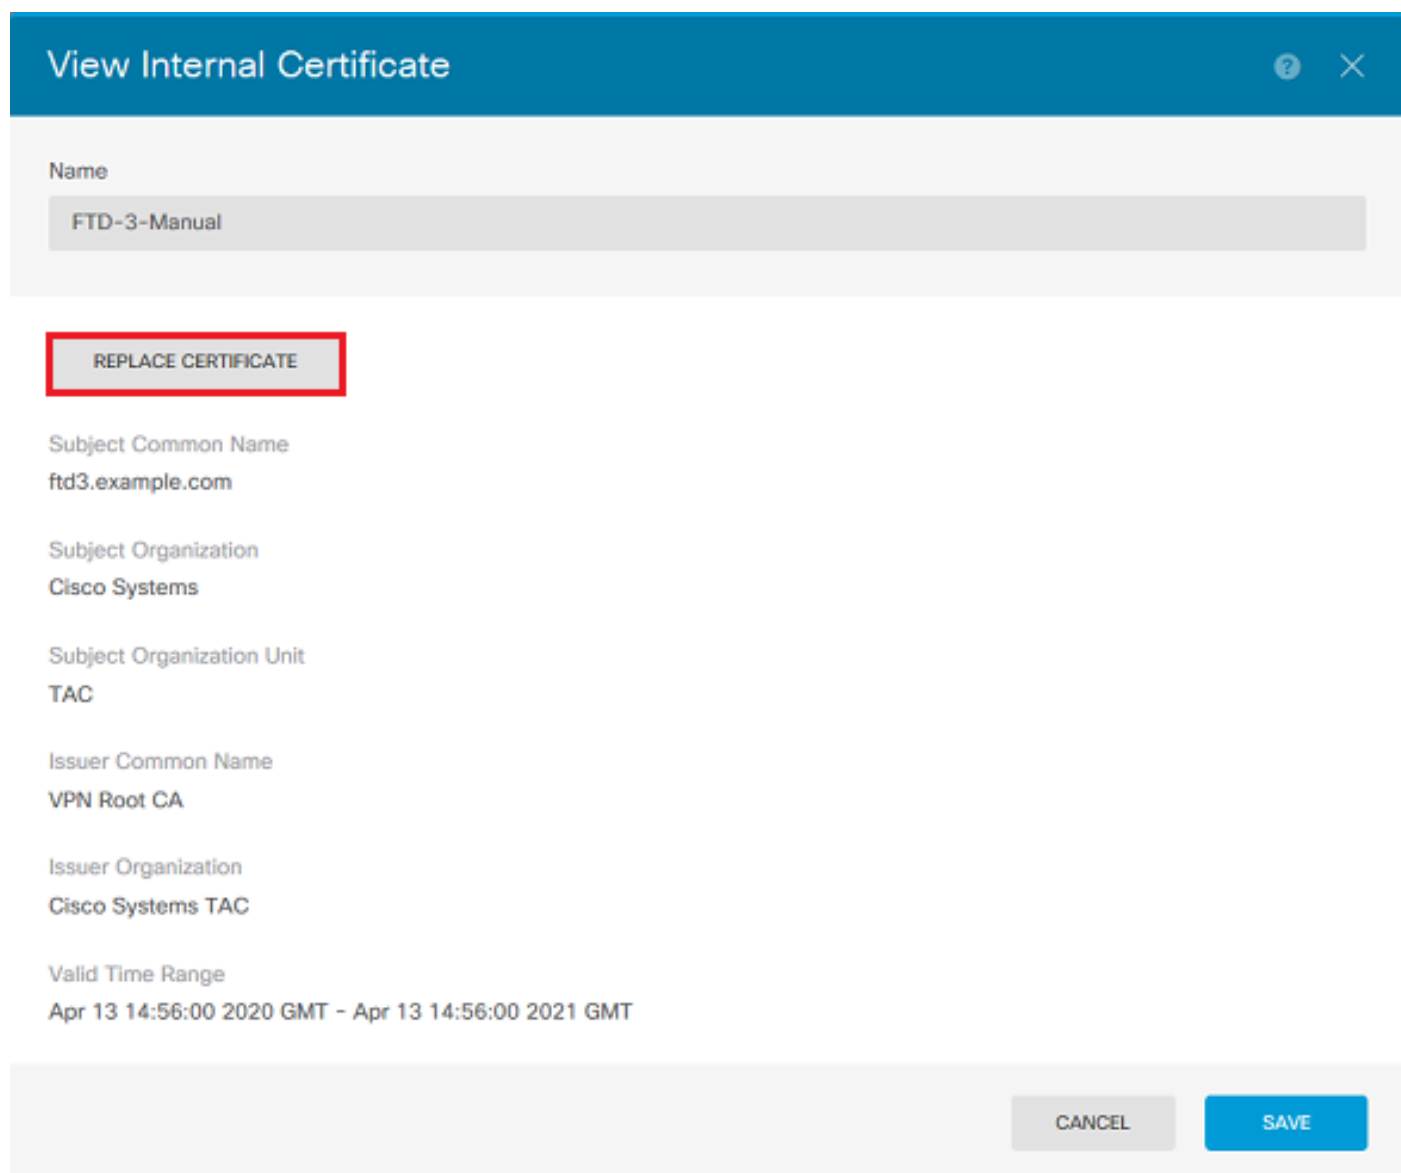 View Internal Certificate
Name
FTD-3-Manual
REPLACE CERTIFICATE
Subject Common Name
ftd3.example.com
Subject Organization
Cisco Systems
Subject Organization Unit
TAC
Issuer Common Name
VPN Root CA
Issuer Organization
Cisco Systems TAC
Valid Time Range
Apr 13 14:56:00 2020 GMT - Apr 13 14:56:00 2021 GMT
CANCEL
SAVE